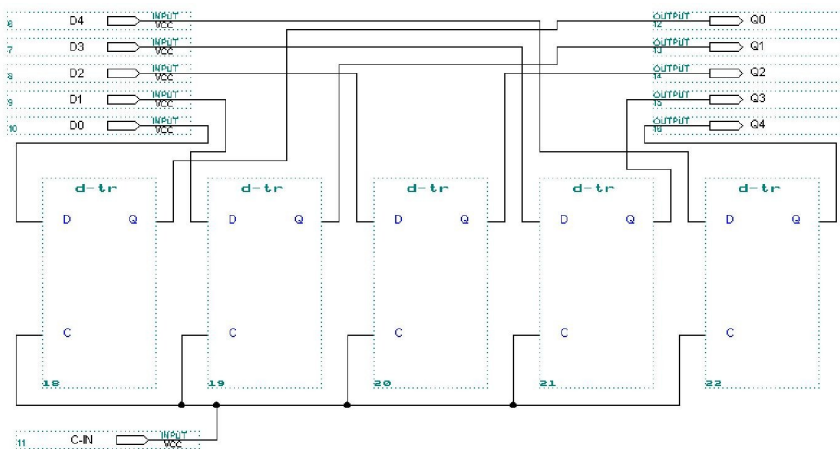 6 D4 INPUT VCC OUTPUT 12 Q0
7 D3 INPUT VCC OUTPUT 13 Q1
8 D2 INPUT VCC OUTPUT 14 Q2
9 D1 INPUT VCC OUTPUT 15 Q3
10 D0 INPUT VCC OUTPUT 16 Q4
d-tr d-tr d-tr d-tr d-tr
D Q D Q D Q D Q D Q
C C C C C
18 19 20 21 22
11 C-IN INPUT VCC